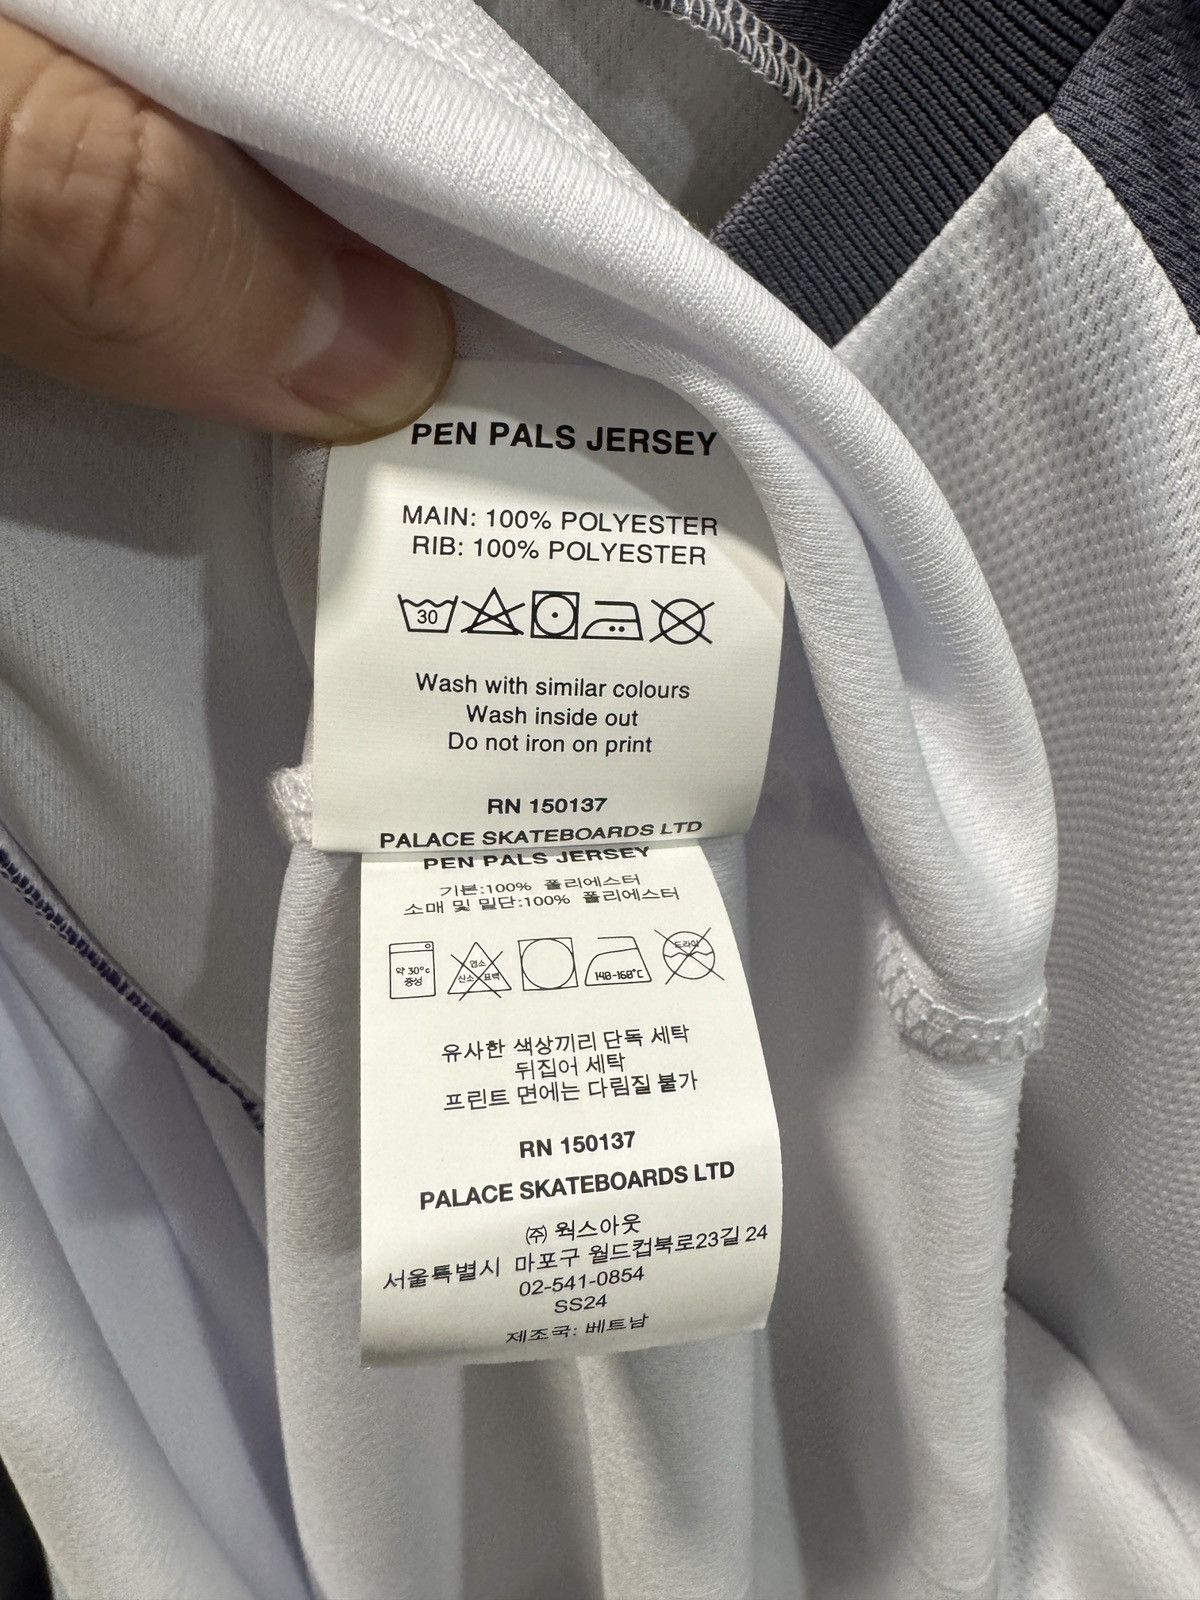 PEN PALS JERSEY
MAIN: 100% POLYESTER
RIB: 100% POLYESTER
30
Wash with similar colours
Wash inside out
Do not iron on print
RN 150137
PALACE SKATEBOARDS LTD
PEN PALS JERSEY
기본:100% 폴리에스터
소매 및 밑단:100% 폴리에스터
약 30°c
중성
염소
산소 표백
140-160°C
드라이
유사한 색상끼리 단독 세탁
뒤집어 세탁
프린트 면에는 다림질 불가
RN 150137
PALACE SKATEBOARDS LTD
㈜ 웍스아웃
서울특별시 마포구 월드컵북로23길 24
02-541-0854
SS24
제조국: 베트남